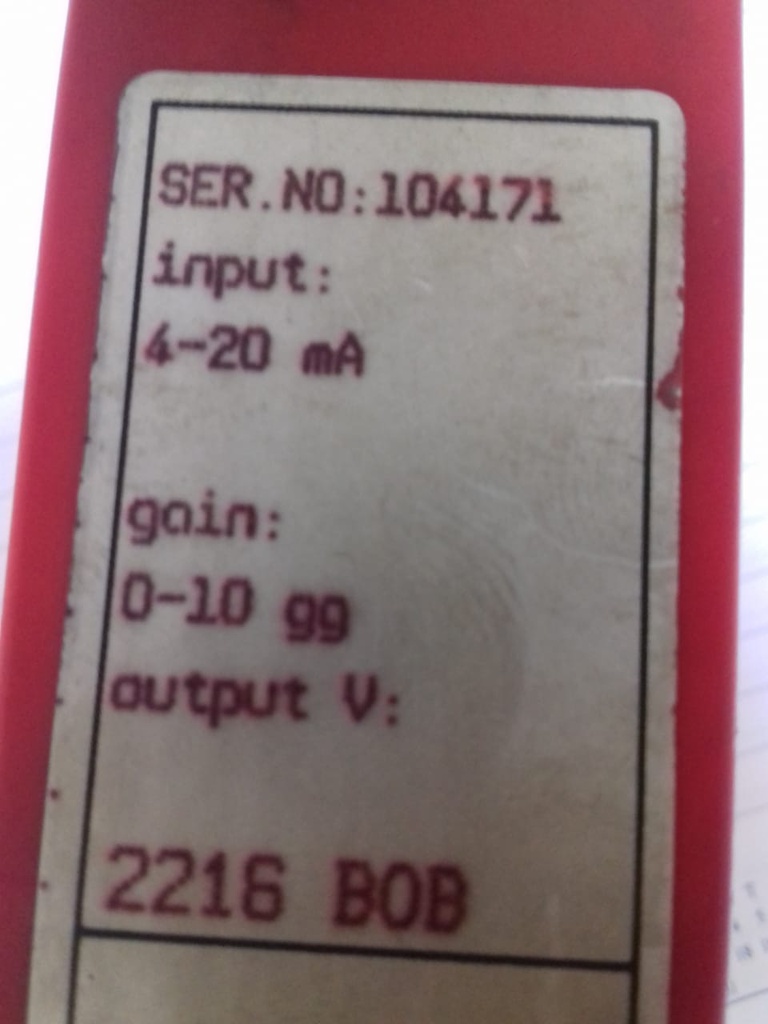 SER.NO:104171
input:
4-20 mA
gain:
0-10 gg
output V:
2216 BOB